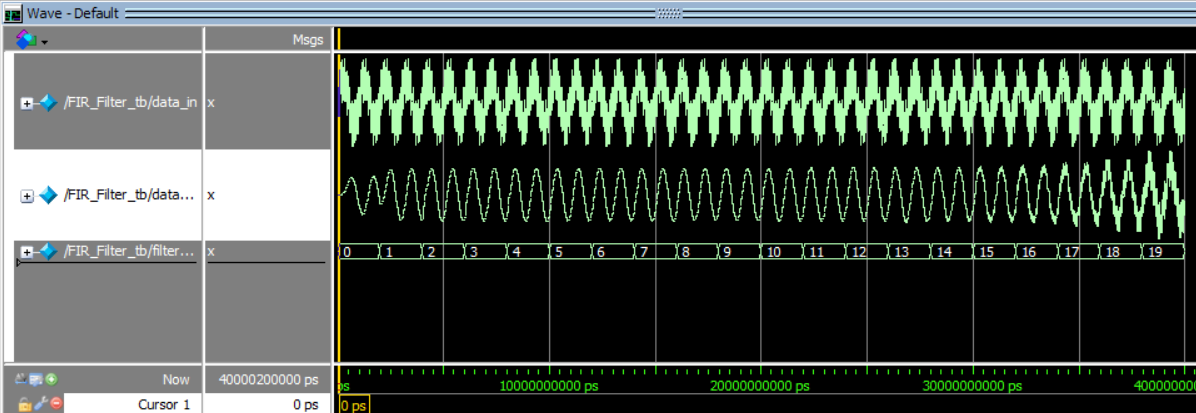 Wave - Default
Msgs
/FIR_Filter_tb/data_in x
/FIR_Filter_tb/data... x
/FIR_Filter_tb/filter... x
0 1 2 3 4 5 6 7 8 9 10 11 12 13 14 15 16 17 18 19
Now 40000200000 ps
ps 10000000000 ps 20000000000 ps 30000000000 ps 400000
Cursor 1 0 ps
0 ps